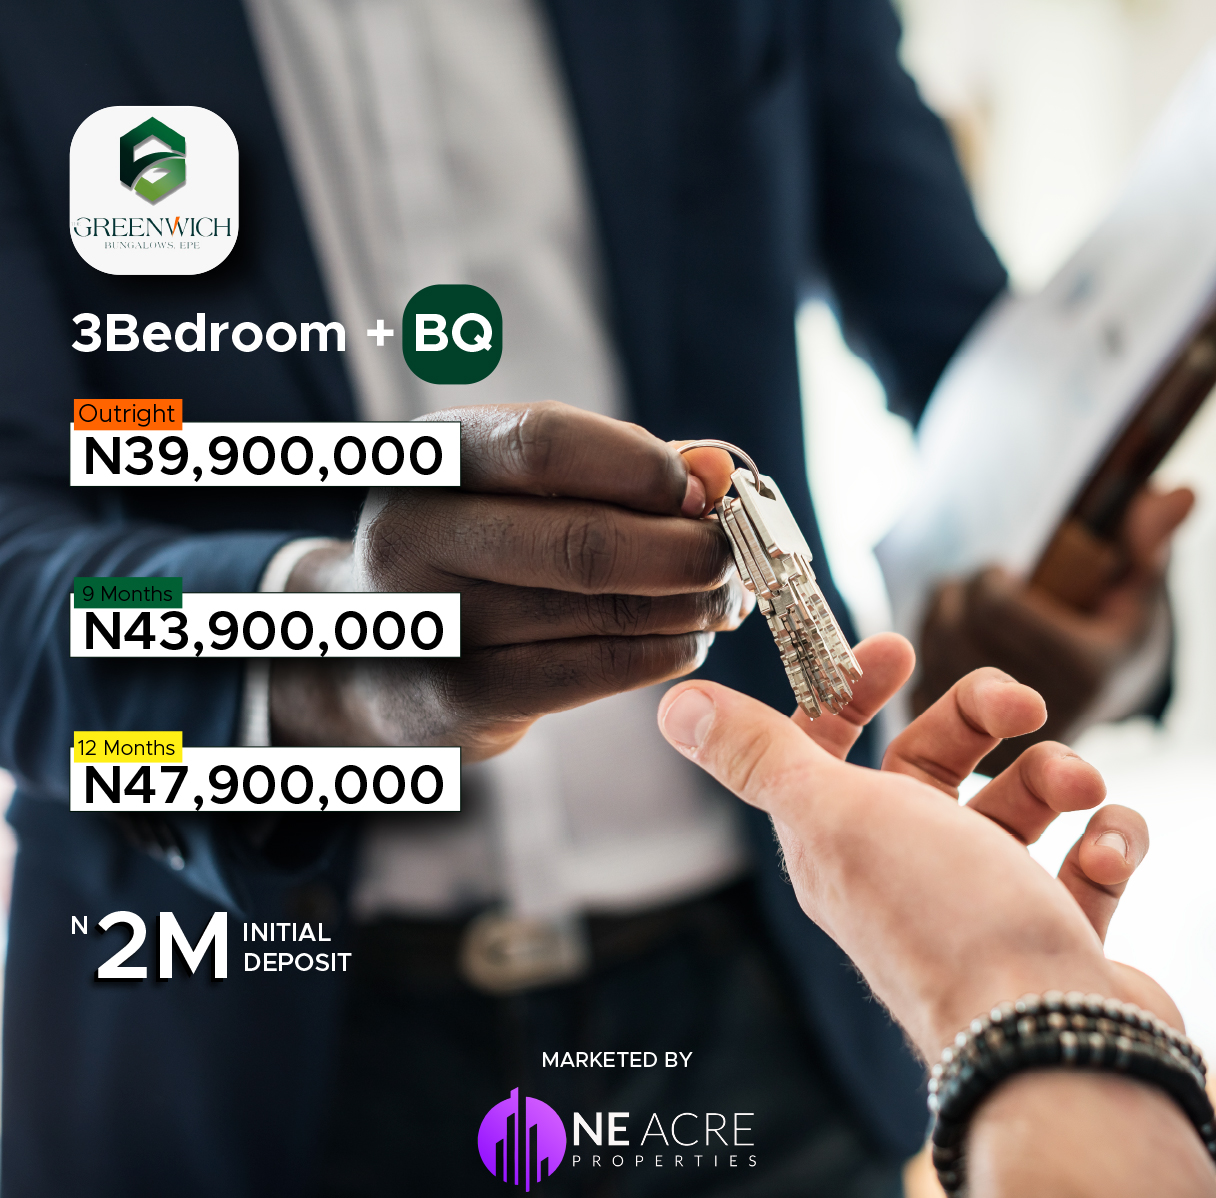 GREENWICH
BUNGALOWS, EPE
3Bedroom + BQ
Outright
N39,900,000
9 Months
N43,900,000
12 Months
N47,900,000
N 2M INITIAL
DEPOSIT
MARKETED BY
NE ACRE
PROPERTIES